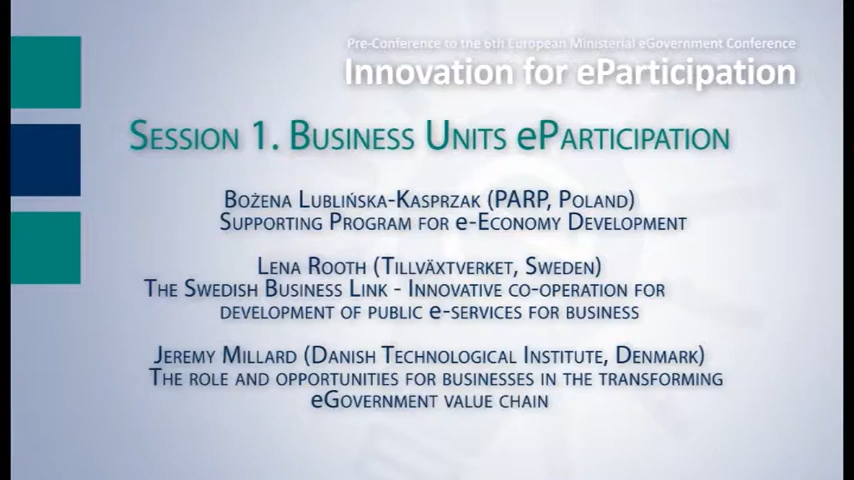 Pre-Conference to the 6th European Ministerial eGovernment Conference
Innovation for eParticipation
Session 1. Business Units eParticipation
Bożena Lublińska-Kasprzak (PARP, Poland)
Supporting Program for e-Economy Development
Lena Rooth (Tillväxtverket, Sweden)
The Swedish Business Link - Innovative co-operation for
development of public e-services for business
Jeremy Millard (Danish Technological Institute, Denmark)
The role and opportunities for businesses in the transforming
eGovernment value chain